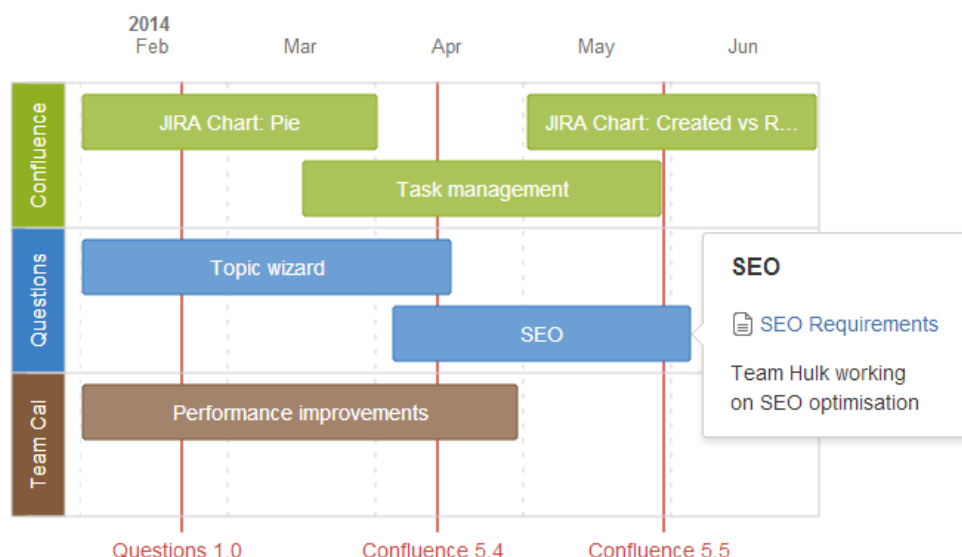 2014
Feb
Mar
Apr
May
Jun
Confluence
JIRA Chart: Pie
JIRA Chart: Created vs R...
Task management
Questions
Topic wizard
SEO
SEO
SEO Requirements
Team Hulk working
on SEO optimisation
Team Cal
Performance improvements
Questions 1.0
Confluence 5.4
Confluence 5.5